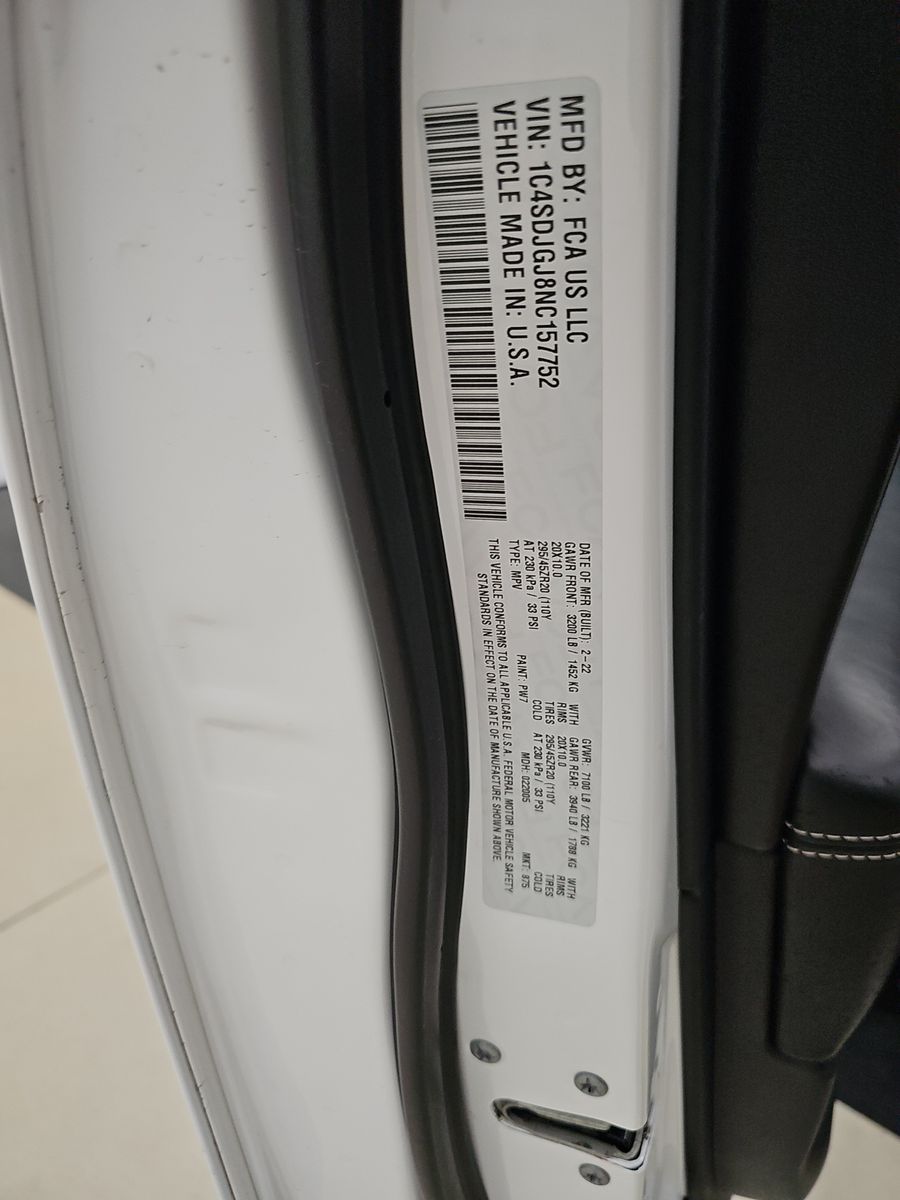 MFD BY: FCA US LLC
VIN: 1C4SDJGJ8NC157752
VEHICLE MADE IN: U.S.A.
DATE OF MFR (BUILT): 2-22 GVWR: 7100 LB / 3221 KG
GAWR FRONT: 3200 LB / 1452 KG WITH GAWR REAR: 3940 LB / 1788 KG WITH
20X10.0 RIMS 20X10.0 RIMS
295/45ZR20 (110Y TIRES 295/45ZR20 (110Y TIRES
AT 230 kPa / 33 PSI COLD AT 230 kPa / 33 PSI COLD
TYPE: MPV PAINT: PW7 MDH: 022005 MKT: 875
THIS VEHICLE CONFORMS TO ALL APPLICABLE U.S.A. FEDERAL MOTOR VEHICLE SAFETY
STANDARDS IN EFFECT ON THE DATE OF MANUFACTURE SHOWN ABOVE.